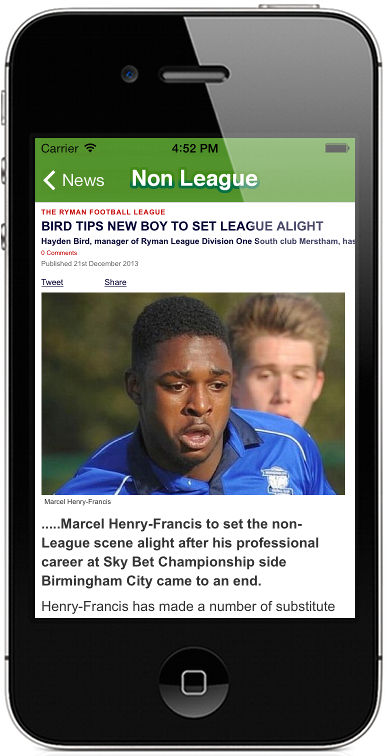 Carrier 4:52 PM
News Non League
THE RYMAN FOOTBALL LEAGUE
BIRD TIPS NEW BOY TO SET LEAGUE ALIGHT
Hayden Bird, manager of Ryman League Division One South club Merstham, has
0 Comments
Published 21st December 2013
Tweet Share
Marcel Henry-Francis
.....Marcel Henry-Francis to set the non-
League scene alight after his professional
career at Sky Bet Championship side
Birmingham City came to an end.
Henry-Francis has made a number of substitute